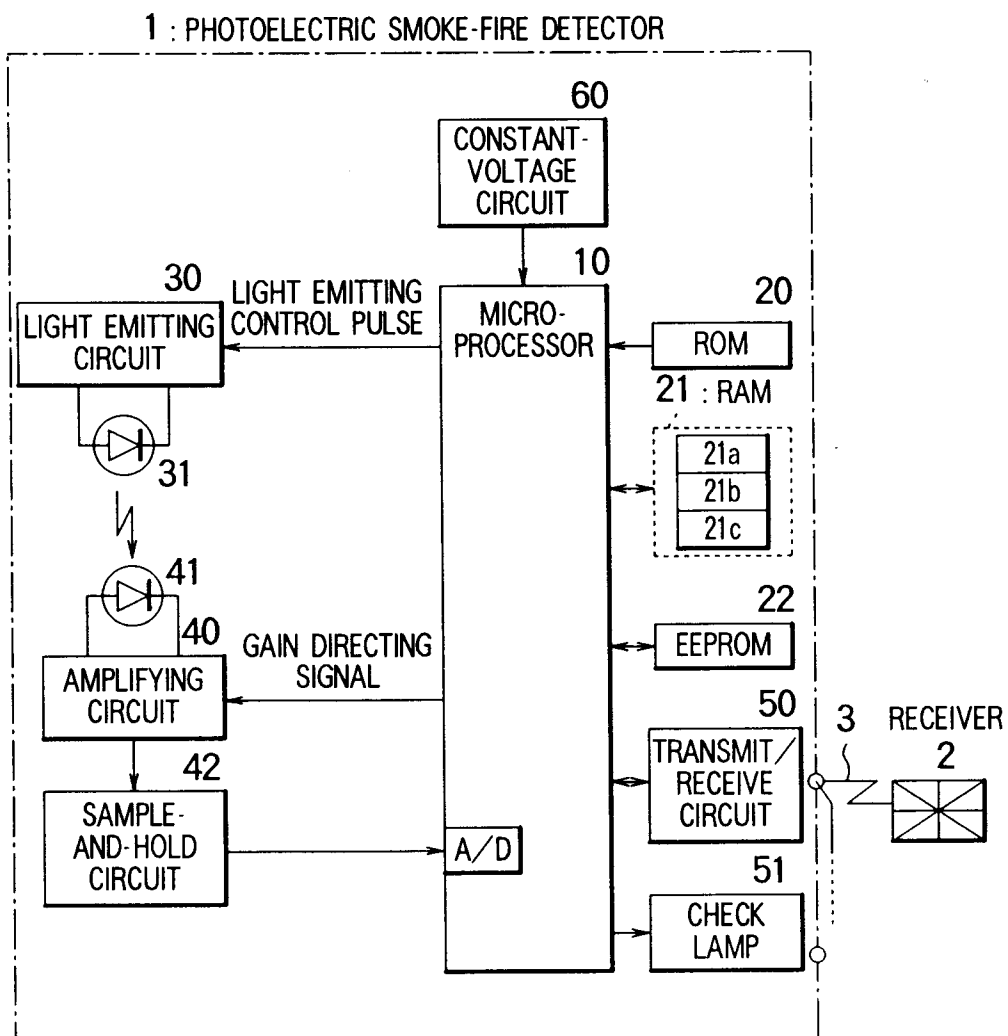 1 : PHOTOELECTRIC SMOKE-FIRE DETECTOR
60
CONSTANT-
VOLTAGE
CIRCUIT
10
MICRO-
PROCESSOR
30
LIGHT EMITTING
CIRCUIT
LIGHT EMITTING
CONTROL PULSE
20
ROM
21 : RAM
21a
21b
21c
31
41
40
AMPLIFYING
CIRCUIT
GAIN DIRECTING
SIGNAL
22
EEPROM
42
SAMPLE-
AND-HOLD
CIRCUIT
A/D
50
TRANSMIT/
RECEIVE
CIRCUIT
3
RECEIVER
2
51
CHECK
LAMP